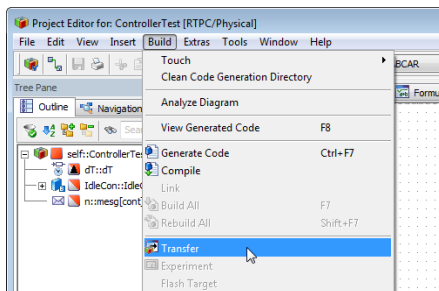 Project Editor for: ControllerTest [RTPC/Physical]
File Edit View Insert Build Extras Tools Window Help
Touch
BCAR
Clean Code Generation Directory
Tree Pane
Analyze Diagram
Outline Navigation
Formu
View Generated Code F8
Sear
Generate Code Ctrl+F7
self::ControllerTe
Compile
dT::dT
Link
IdleCon::Idle
Build All F7
n::mesg[cont]
Rebuild All Shift+F7
Transfer
Experiment
Flash Target